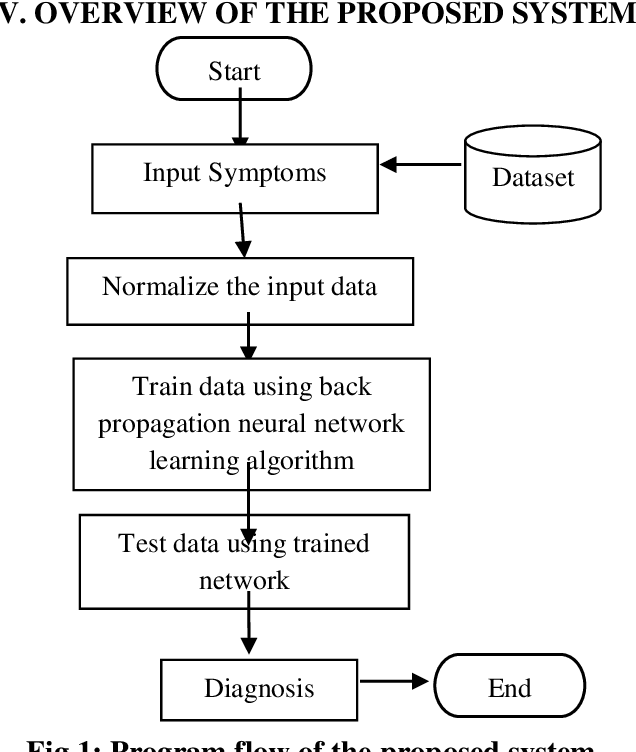 V. OVERVIEW OF THE PROPOSED SYSTEM
Start
Input Symptoms
Dataset
Normalize the input data
Train data using back
propagation neural network
learning algorithm
Test data using trained
network
Diagnosis
End
Fig 1: Program flow of the proposed system